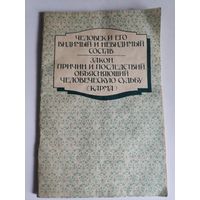 ЧЕЛОВЕК И ЕГО
ВИДИМЫЙ И НЕВИДИМЫЙ
СОСТАВ
ЗАКОН
ПРИЧИН И ПОСЛЕДСТВИЙ,
ОБЪЯСНЯЮЩИЙ
ЧЕЛОВЕЧЕСКУЮ СУДЬБУ
(КАРМА)